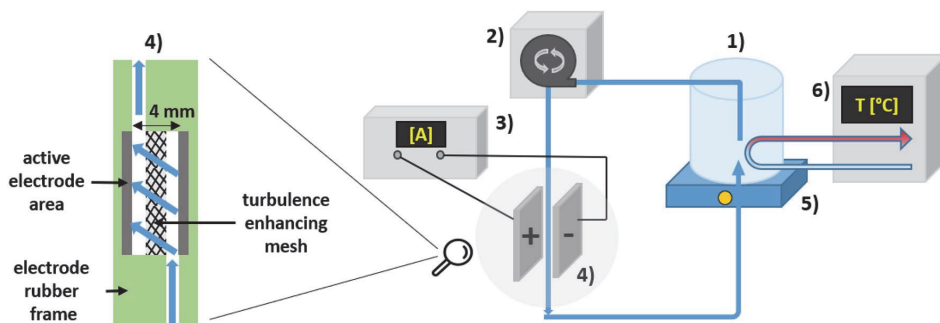 4)
4 mm
active
electrode
area
turbulence
enhancing
mesh
electrode
rubber
frame
2)
3)
[A]
+
-
4)
1)
6)
T [°C]
5)